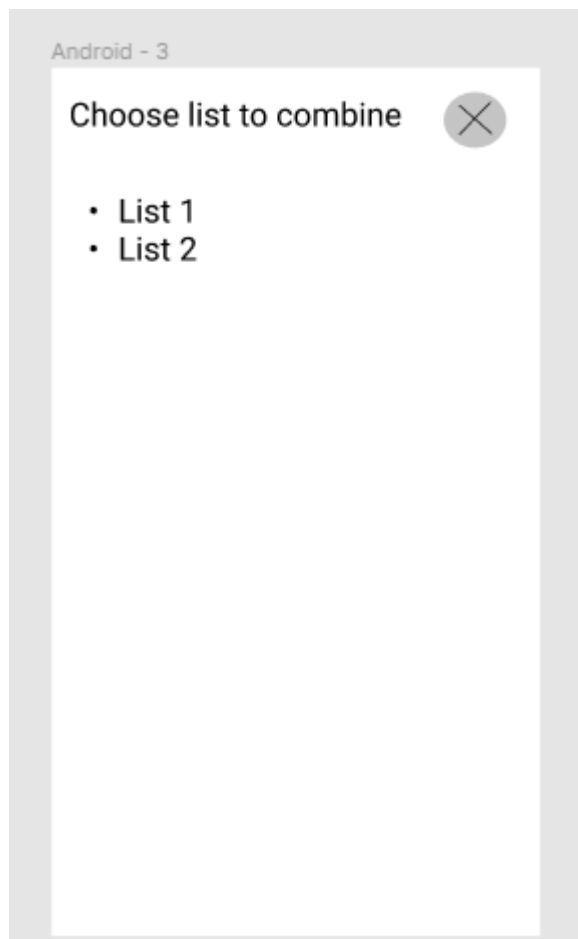 Android - 3
Choose list to combine
• List 1
• List 2